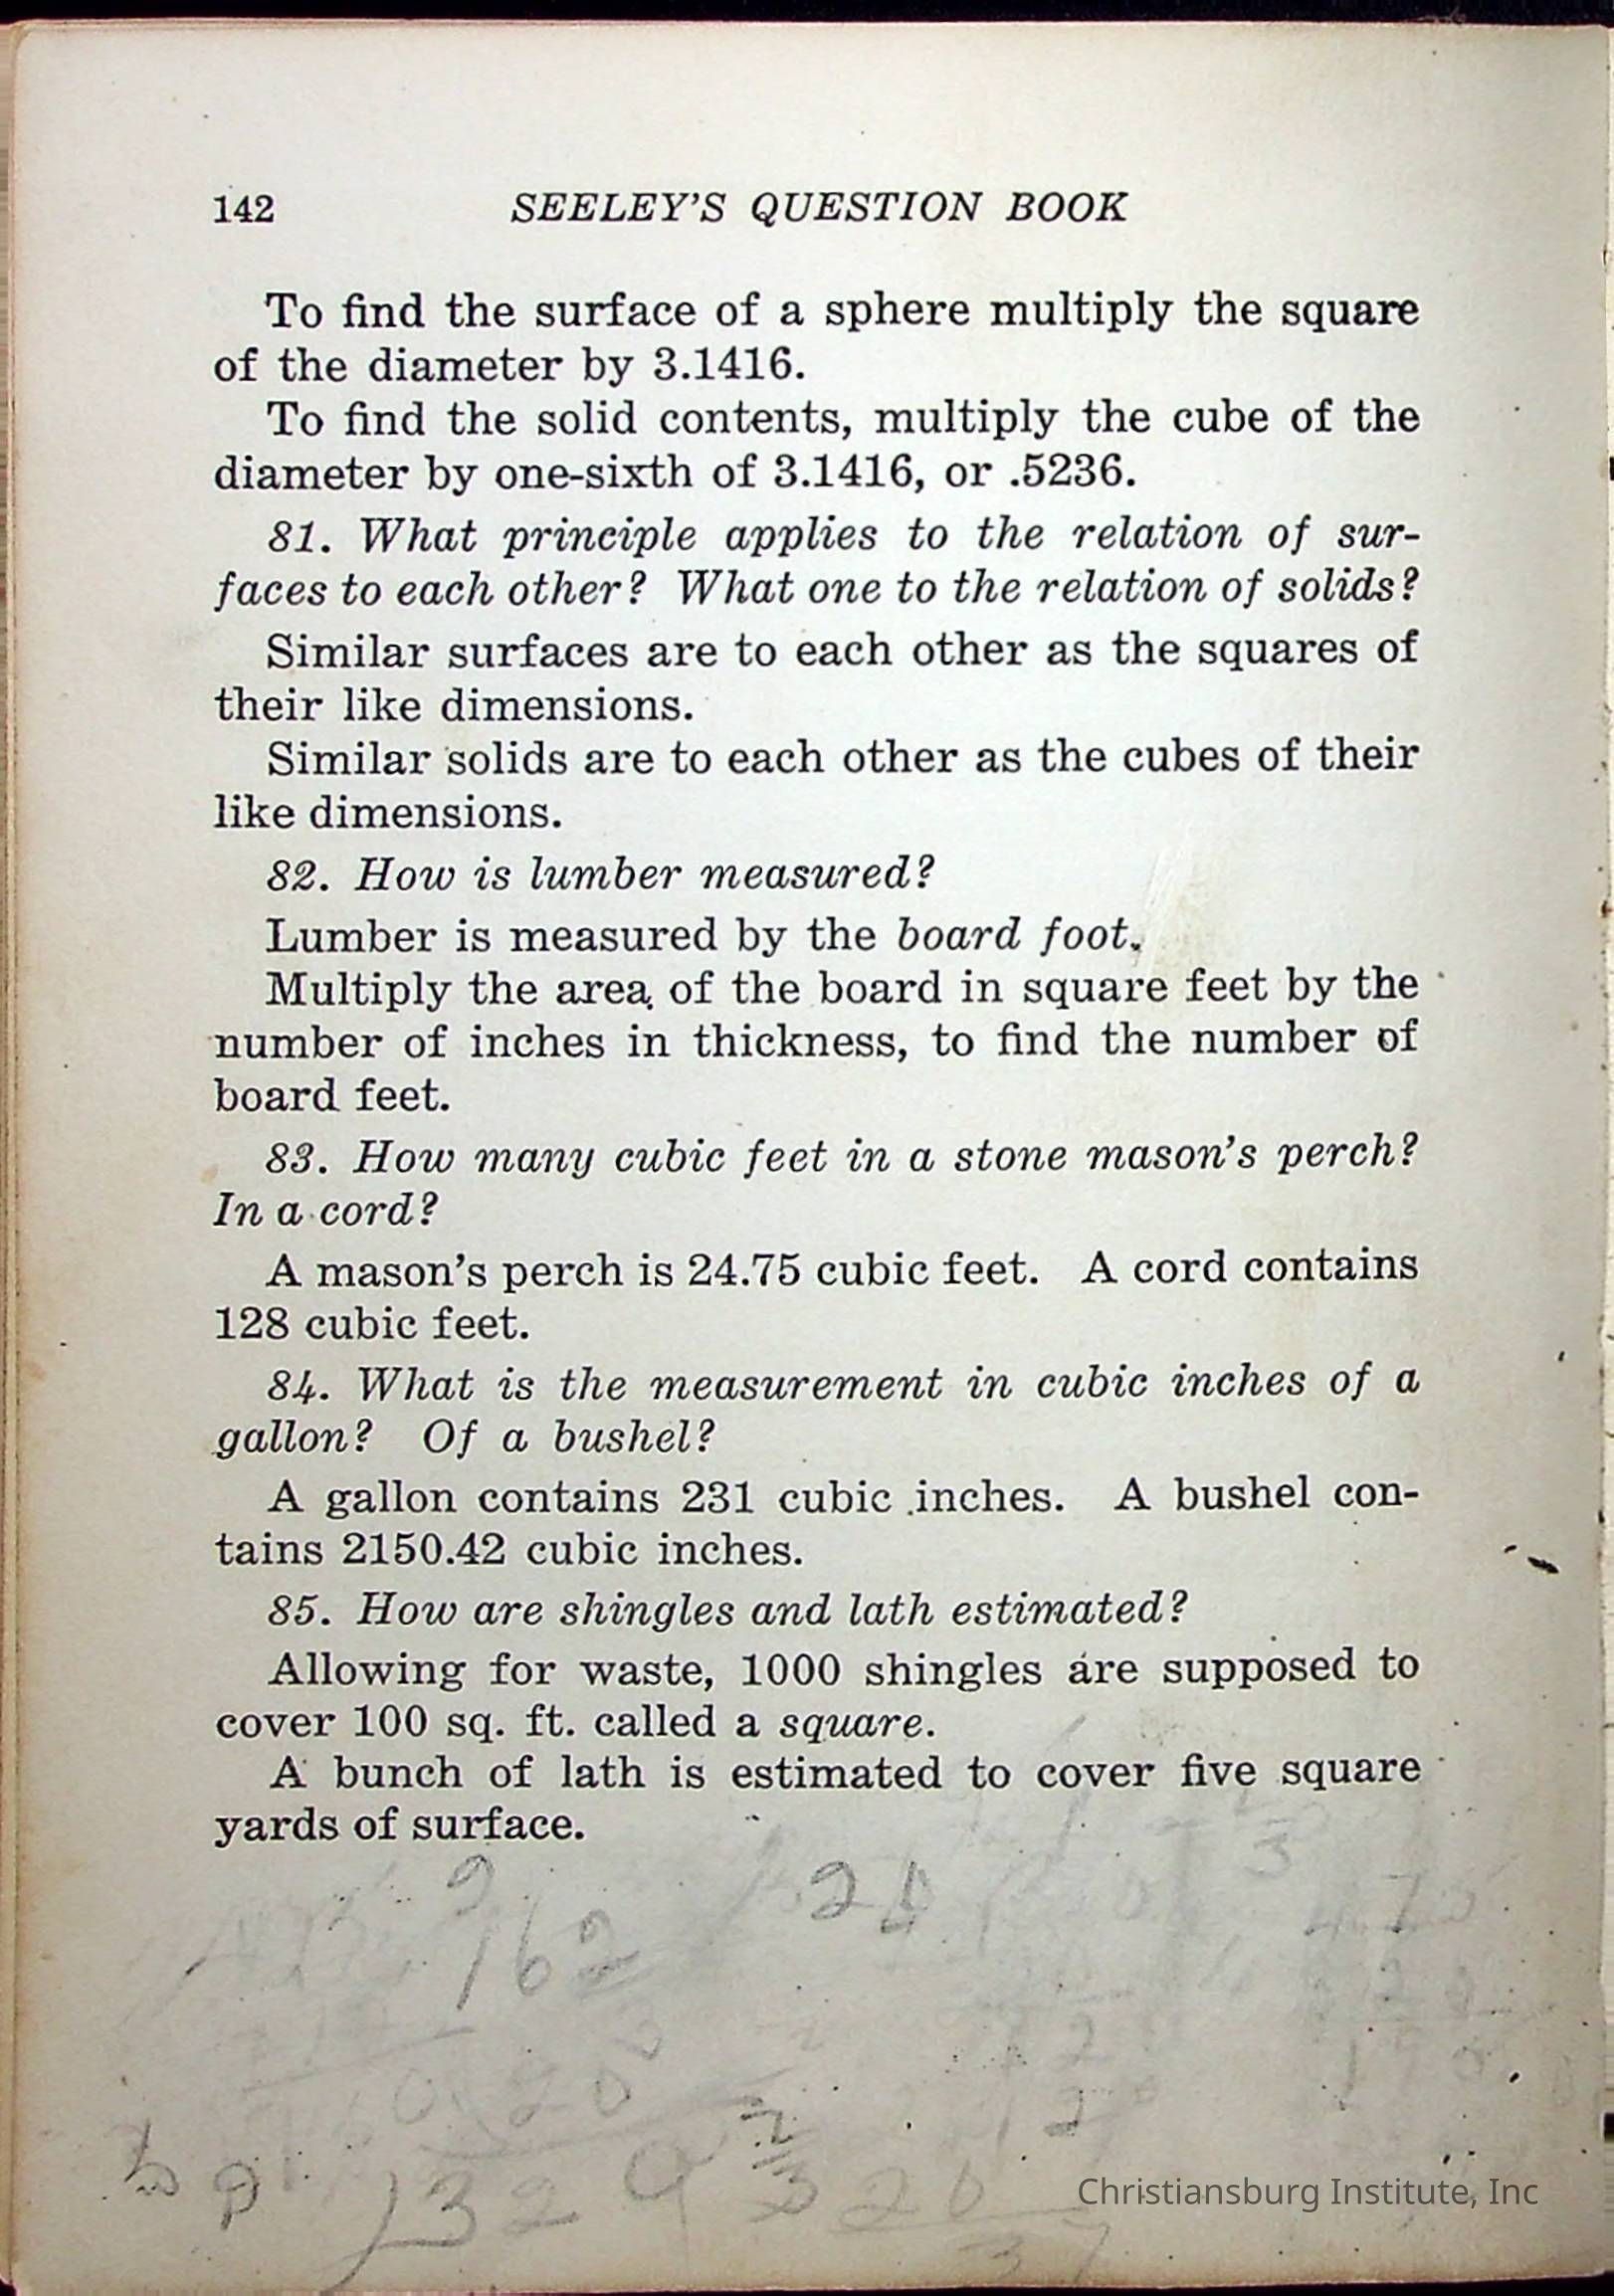 142 SEELEY'S QUESTION BOOK
To find the surface of a sphere multiply the square
of the diameter by 3.1416.
To find the solid contents, multiply the cube of the
diameter by one-sixth of 3.1416, or .5236.
81. What principle applies to the relation of sur-
faces to each other? What one to the relation of solids?
Similar surfaces are to each other as the squares of
their like dimensions.
Similar solids are to each other as the cubes of their
like dimensions.
82. How is lumber measured?
Lumber is measured by the board foot.
Multiply the area of the board in square feet by the
number of inches in thickness, to find the number of
board feet.
83. How many cubic feet in a stone mason's perch?
In a cord?
A mason's perch is 24.75 cubic feet. A cord contains
128 cubic feet.
84. What is the measurement in cubic inches of a
gallon? Of a bushel?
A gallon contains 231 cubic inches. A bushel con-
tains 2150.42 cubic inches.
85. How are shingles and lath estimated?
Allowing for waste, 1000 shingles are supposed to
cover 100 sq. ft. called a square.
A bunch of lath is estimated to cover five square
yards of surface.
162
Christiansburg Institute, Inc